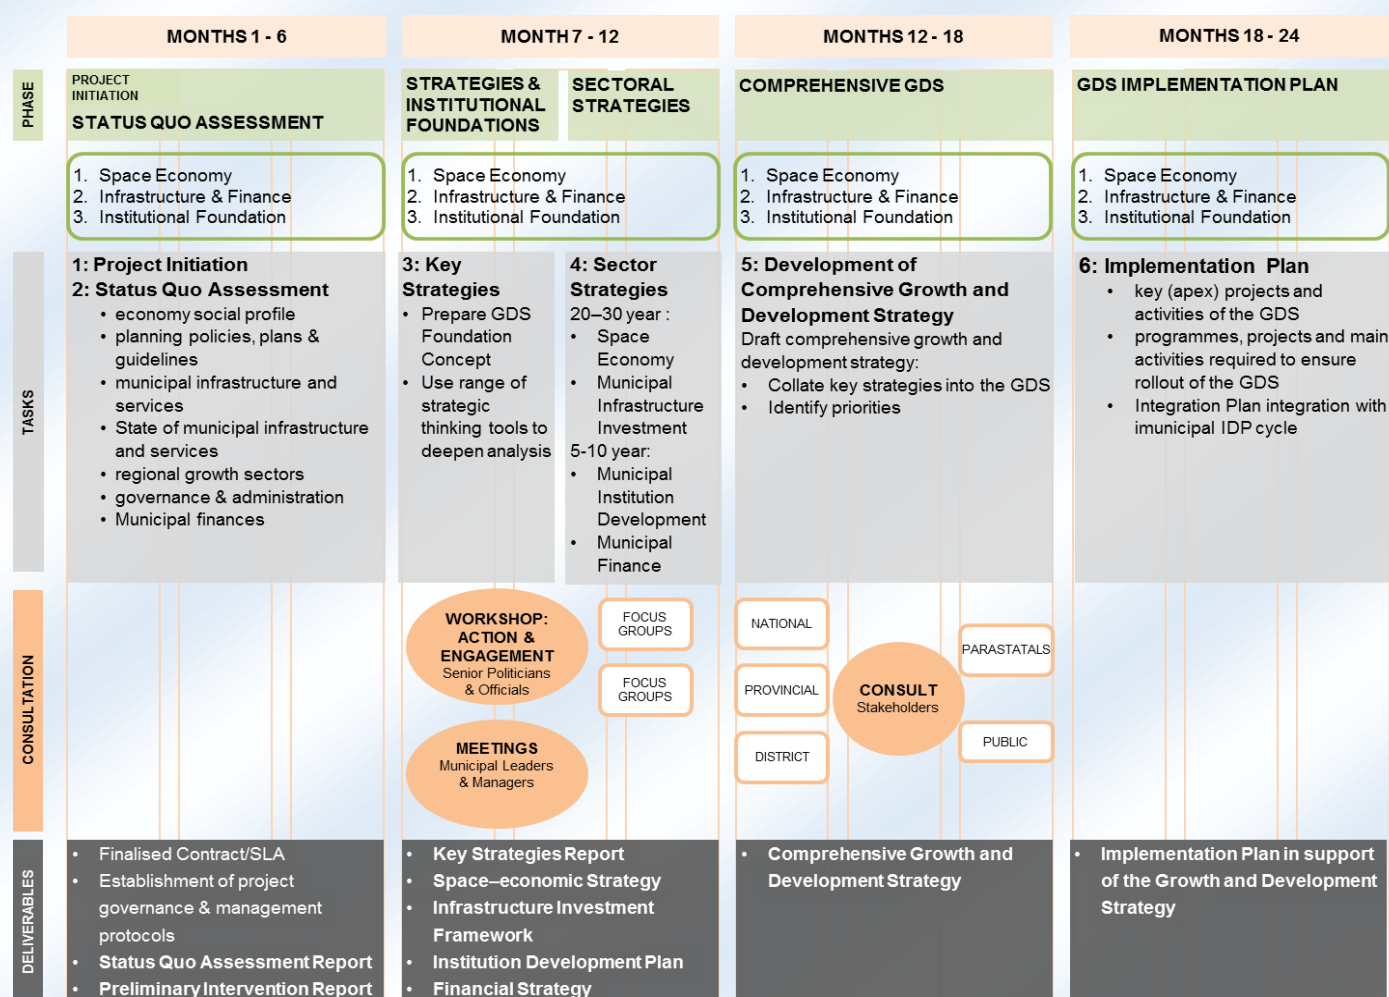 MONTHS 1 - 6
MONTH 7 - 12
MONTHS 12 - 18
MONTHS 18 - 24
PHASE
PROJECT
INITIATION
STATUS QUO ASSESSMENT
STRATEGIES &
INSTITUTIONAL
FOUNDATIONS
SECTORAL
STRATEGIES
COMPREHENSIVE GDS
GDS IMPLEMENTATION PLAN
1. Space Economy
2. Infrastructure & Finance
3. Institutional Foundation
1. Space Economy
2. Infrastructure & Finance
3. Institutional Foundation
1. Space Economy
2. Infrastructure & Finance
3. Institutional Foundation
1. Space Economy
2. Infrastructure & Finance
3. Institutional Foundation
TASKS
1: Project Initiation
2: Status Quo Assessment
• economy social profile
• planning policies, plans &
guidelines
• municipal infrastructure and
services
• State of municipal infrastructure
and services
• regional growth sectors
• governance & administration
• Municipal finances
3: Key
Strategies
• Prepare GDS
Foundation
Concept
• Use range of
strategic
thinking tools to
deepen analysis
4: Sector
Strategies
20–30 year :
• Space
Economy
• Municipal
Infrastructure
Investment
5-10 year:
• Municipal
Institution
Development
• Municipal
Finance
5: Development of
Comprehensive Growth and
Development Strategy
Draft comprehensive growth and
development strategy:
• Collate key strategies into the GDS
• Identify priorities
6: Implementation Plan
• key (apex) projects and
activities of the GDS
• programmes, projects and main
activities required to ensure
rollout of the GDS
• Integration Plan integration with
imunicipal IDP cycle
CONSULTATION
WORKSHOP:
ACTION &
ENGAGEMENT
Senior Politicians
& Officials
FOCUS
GROUPS
FOCUS
GROUPS
MEETINGS
Municipal Leaders
& Managers
NATIONAL
PROVINCIAL
DISTRICT
CONSULT
Stakeholders
PARASTATALS
PUBLIC
DELIVERABLES
• Finalised Contract/SLA
• Establishment of project
governance & management
protocols
• Status Quo Assessment Report
• Preliminary Intervention Report
• Key Strategies Report
• Space–economic Strategy
• Infrastructure Investment
Framework
• Institution Development Plan
• Financial Strategy
• Comprehensive Growth and
Development Strategy
• Implementation Plan in support
of the Growth and Development
Strategy